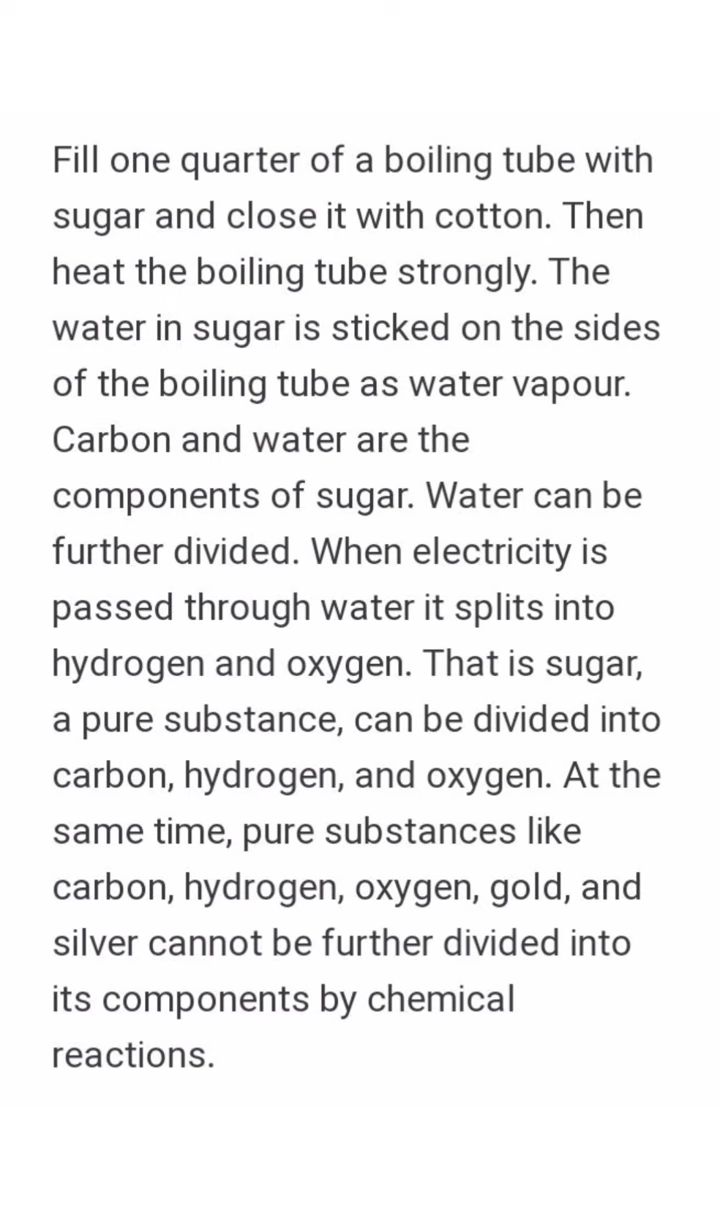 Fill one quarter of a boiling tube with
sugar and close it with cotton. Then
heat the boiling tube strongly. The
water in sugar is sticked on the sides
of the boiling tube as water vapour.
Carbon and water are the
components of sugar. Water can be
further divided. When electricity is
passed through water it splits into
hydrogen and oxygen. That is sugar,
a pure substance, can be divided into
carbon, hydrogen, and oxygen. At the
same time, pure substances like
carbon, hydrogen, oxygen, gold, and
silver cannot be further divided into
its components by chemical
reactions.